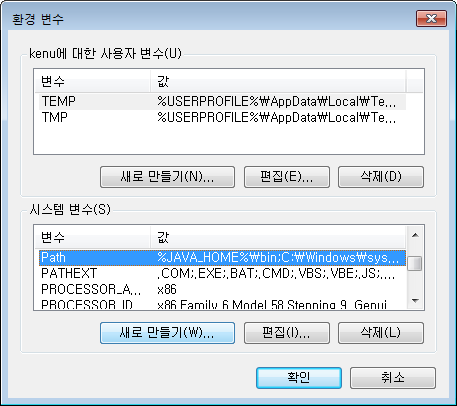 환경 변수
kenu에 대한 사용자 변수(U)
변수 값
TEMP %USERPROFILE%₩AppData₩Local₩Te...
TMP %USERPROFILE%₩AppData₩Local₩Te...
새로 만들기(N)... 편집(E)... 삭제(D)
시스템 변수(S)
변수 값
Path %JAVA_HOME%₩bin;C:₩Windows₩sys...
PATHEXT .COM;.EXE;.BAT;.CMD;.VBS;.VBE;.JS;...
PROCESSOR_A... x86
PROCESSOR_ID... x86 Family 6 Model 58 Stepping 9, Genui...
새로 만들기(W)... 편집(I)... 삭제(L)
확인 취소